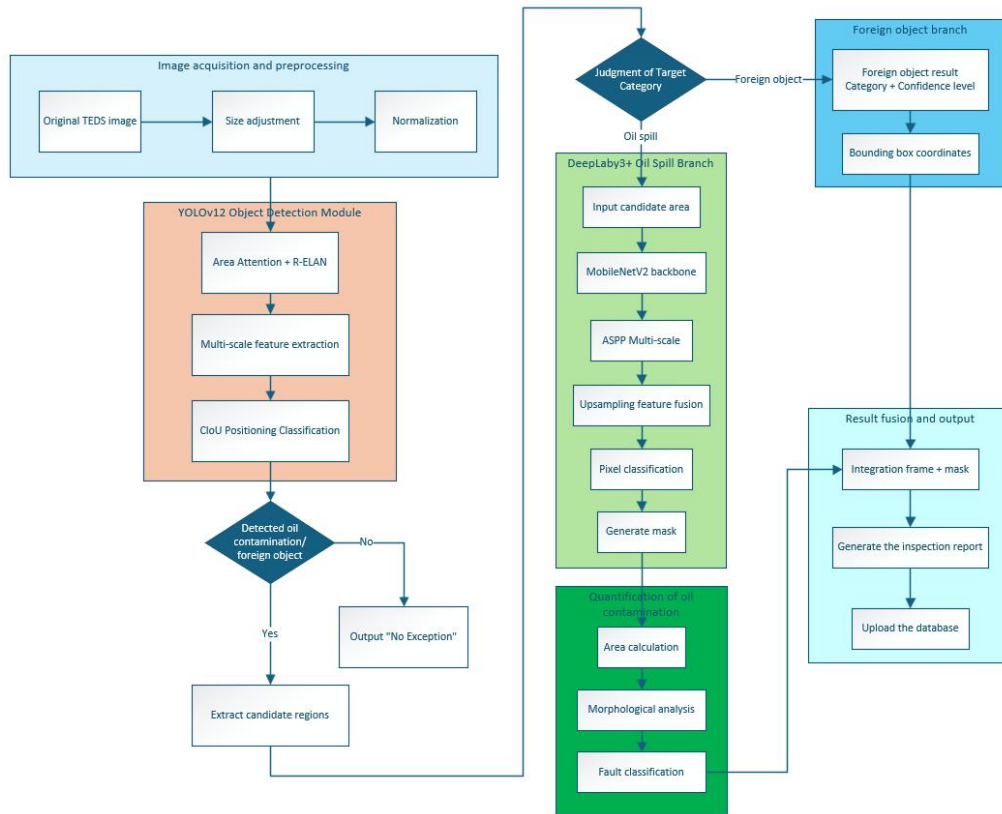 Image acquisition and preprocessing
Original TEDS image
Size adjustment
Normalization
YOLOv12 Object Detection Module
Area Attention + R-ELAN
Multi-scale feature extraction
CIoU Positioning Classification
Detected oil
contamination/
foreign object
No
Yes
Output "No Exception"
Extract candidate regions
Judgment of Target
Category
Foreign object
Oil spill
DeepLaby3+ Oil Spill Branch
Input candidate area
MobileNetV2 backbone
ASPP Multi-scale
Upsampling feature fusion
Pixel classification
Generate mask
Quantification of oil
contamination
Area calculation
Morphological analysis
Fault classification
Foreign object branch
Foreign object result
Category + Confidence level
Bounding box coordinates
Result fusion and output
Integration frame + mask
Generate the inspection report
Upload the database